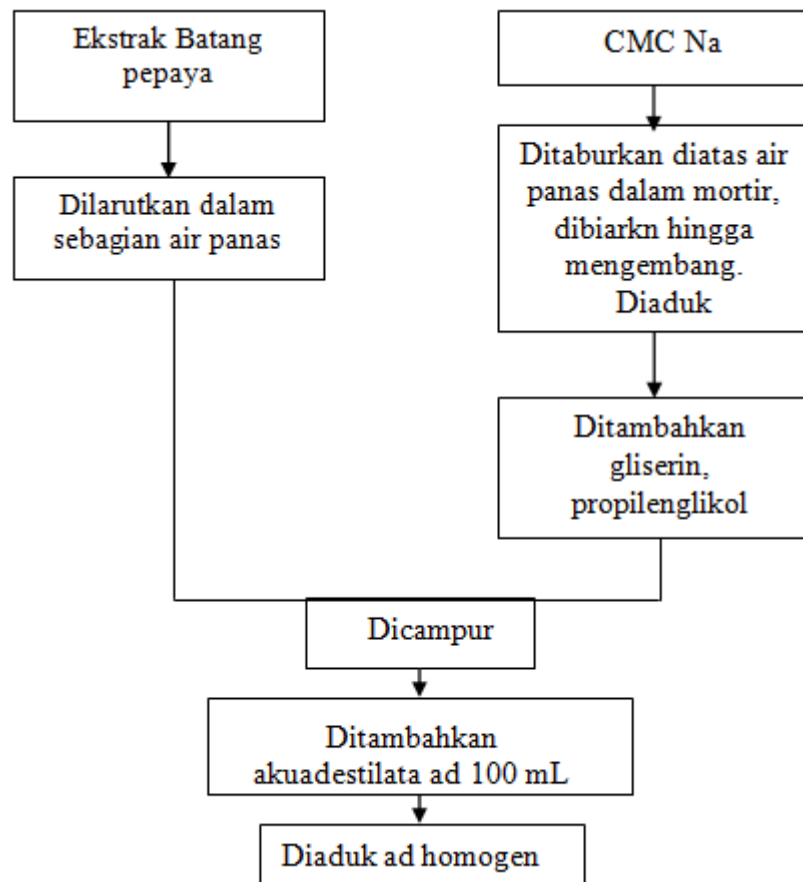 Ekstrak Batang
pepaya
Dilarutkan dalam
sebagian air panas
CMC Na
Ditaburkan diatas air
panas dalam mortir,
dibiarkn hingga
mengembang.
Diaduk
Ditambahkan
gliserin,
propilenglikol
Dicampur
Ditambahkan
akuadestilata ad 100 mL
Diaduk ad homogen